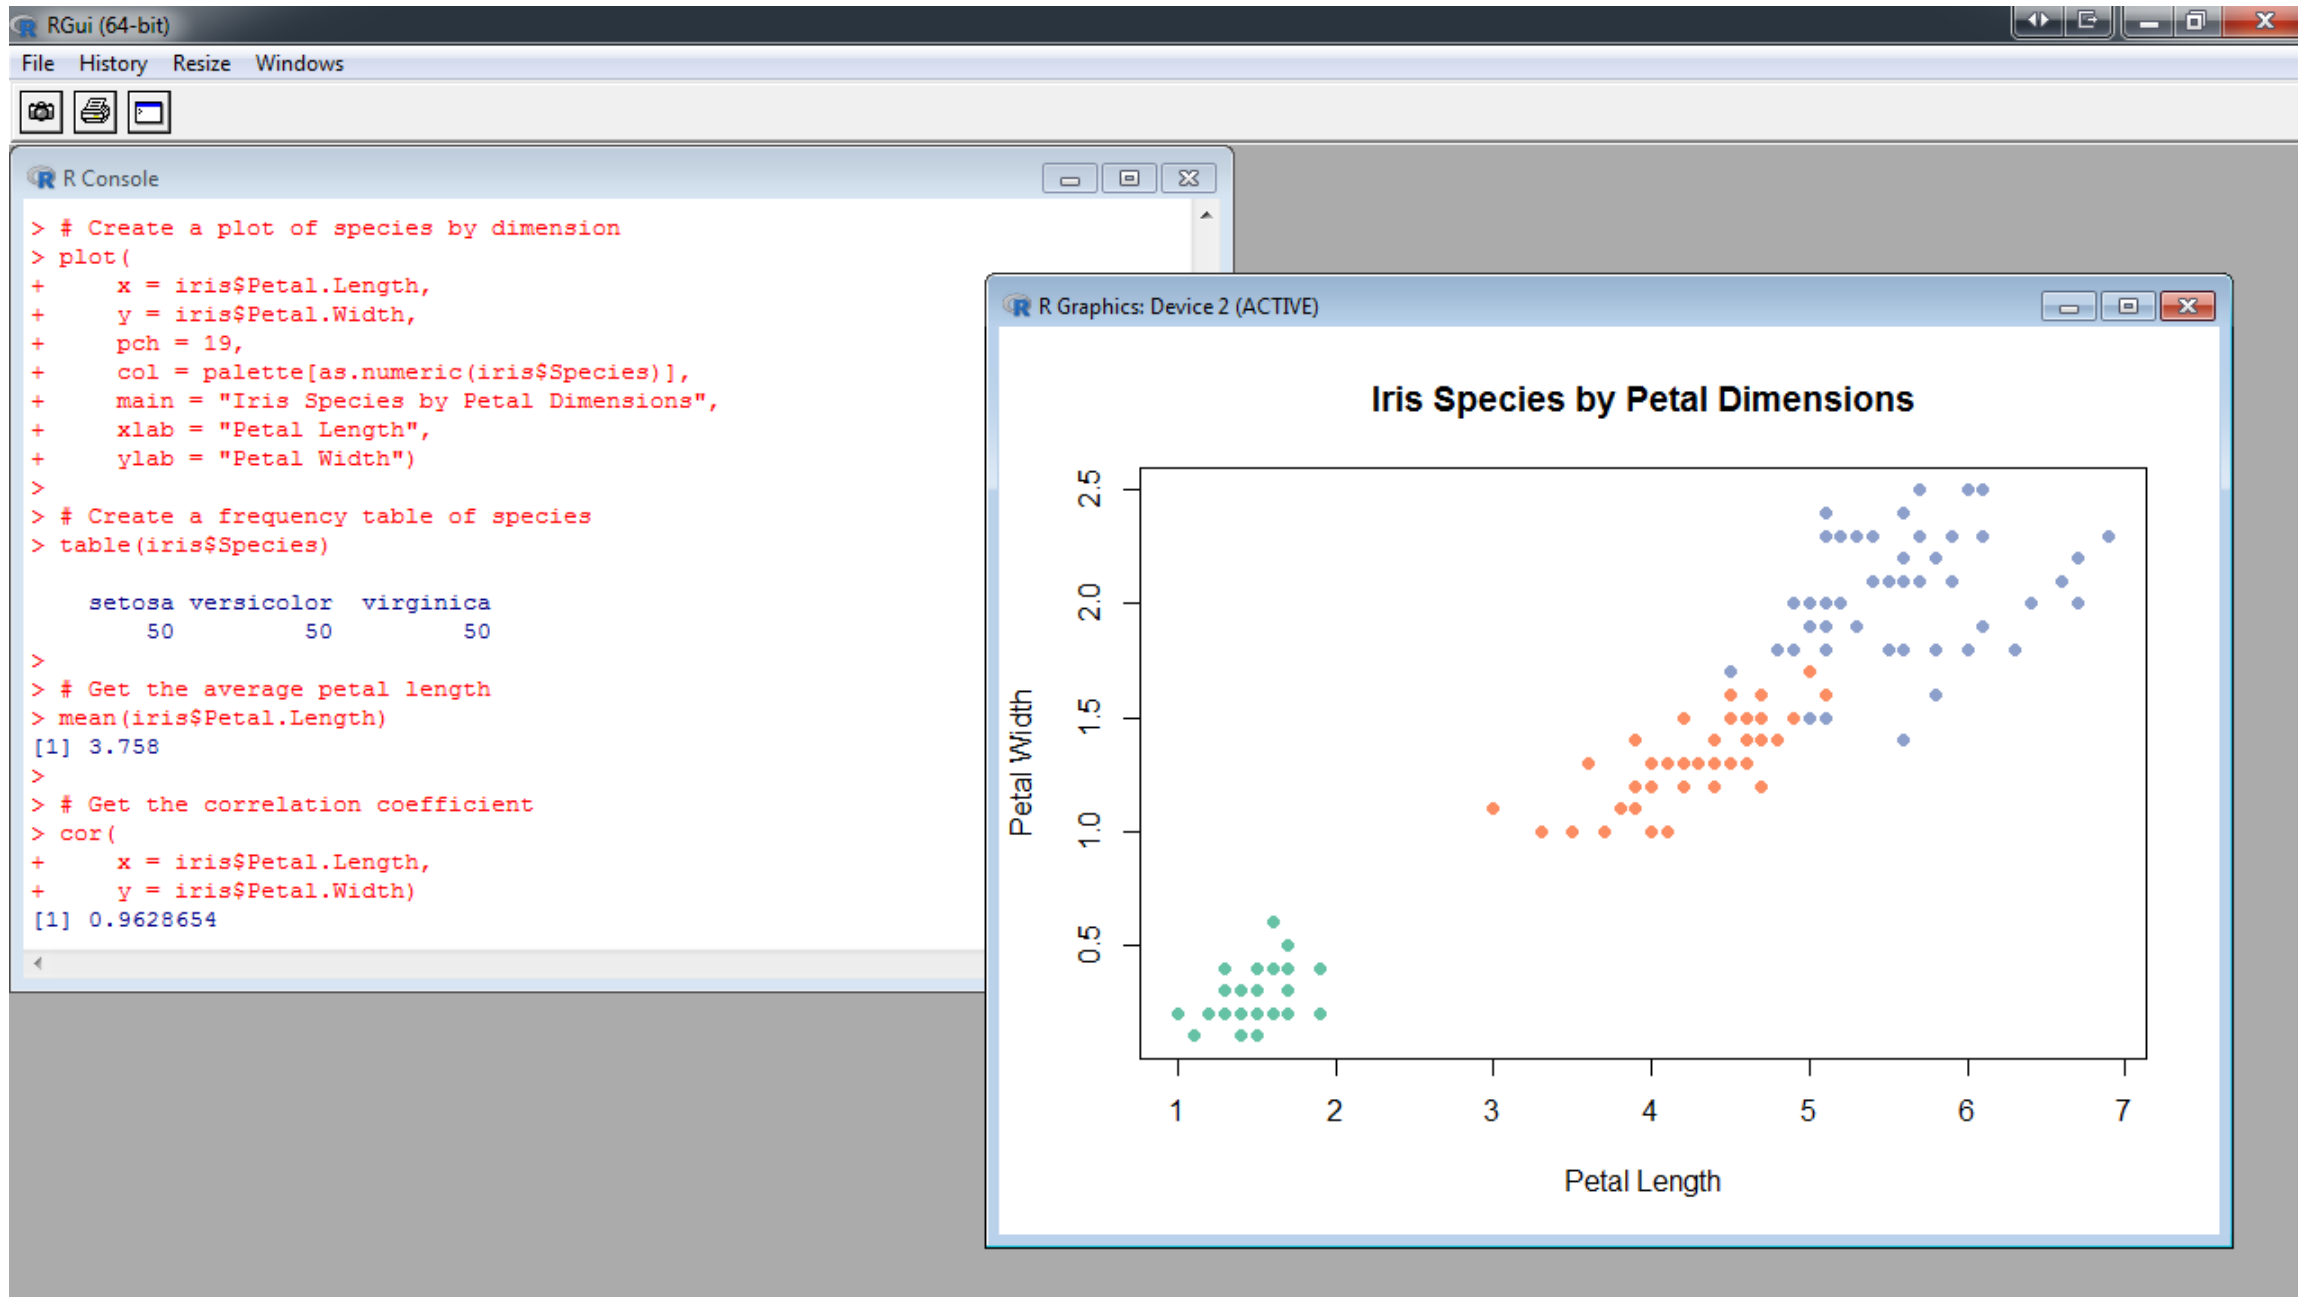 RGui (64-bit)
File History Resize Windows
R Console
> # Create a plot of species by dimension
> plot(
+     x = iris$Petal.Length,
+     y = iris$Petal.Width,
+     pch = 19,
+     col = palette[as.numeric(iris$Species)],
+     main = "Iris Species by Petal Dimensions",
+     xlab = "Petal Length",
+     ylab = "Petal Width")
>
> # Create a frequency table of species
> table(iris$Species)
    setosa versicolor  virginica
        50         50         50
>
> # Get the average petal length
> mean(iris$Petal.Length)
[1] 3.758
>
> # Get the correlation coefficient
> cor(
+     x = iris$Petal.Length,
+     y = iris$Petal.Width)
[1] 0.9628654
R Graphics: Device 2 (ACTIVE)
Iris Species by Petal Dimensions
2.5
2.0
1.5
1.0
0.5
Petal Width
1 2 3 4 5 6 7
Petal Length